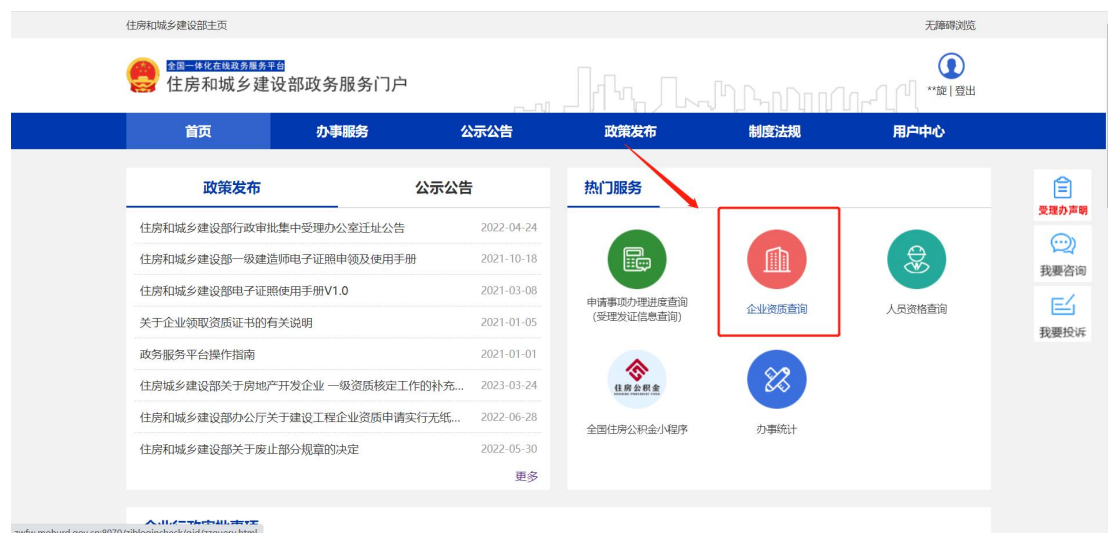 住房和城乡建设部主页
无障碍浏览
全国一体化在线政务服务平台
住房和城乡建设部政务服务门户
**旋 | 登出
首页
办事服务
公示公告
政策发布
制度法规
用户中心
政策发布
公示公告
住房和城乡建设部行政审批集中受理办公室迁址公告 2022-04-24
住房和城乡建设部一级建造师电子证照申领及使用手册 2021-10-18
住房和城乡建设部电子证照使用手册V1.0 2021-03-08
关于企业领取资质证书的有关说明 2021-01-05
政务服务平台操作指南 2021-01-01
住房城乡建设部关于房地产开发企业 一级资质核定工作的补充... 2023-03-24
住房和城乡建设部办公厅关于建设工程企业资质申请实行无纸... 2022-06-28
住房和城乡建设部关于废止部分规章的决定 2022-05-30
更多
热门服务
申请事项办理进度查询
(受理发证信息查询)
企业资质查询
人员资格查询
住房公积金
全国住房公积金小程序
办事统计
受理办声明
我要咨询
我要投诉
企业行政审批事项